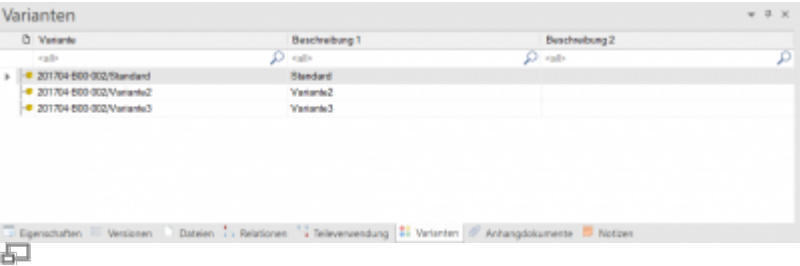 Varianten
Variante Beschreibung 1 Beschreibung 2
<all> <all> <all>
201704-B00-002/Standard Standard
201704-B00-002/Variante2 Variante2
201704-B00-002/Variante3 Variante3
Eigenschaften Versionen Dateien Relationen Teileverwendung Varianten Anhangdokumente Notizen